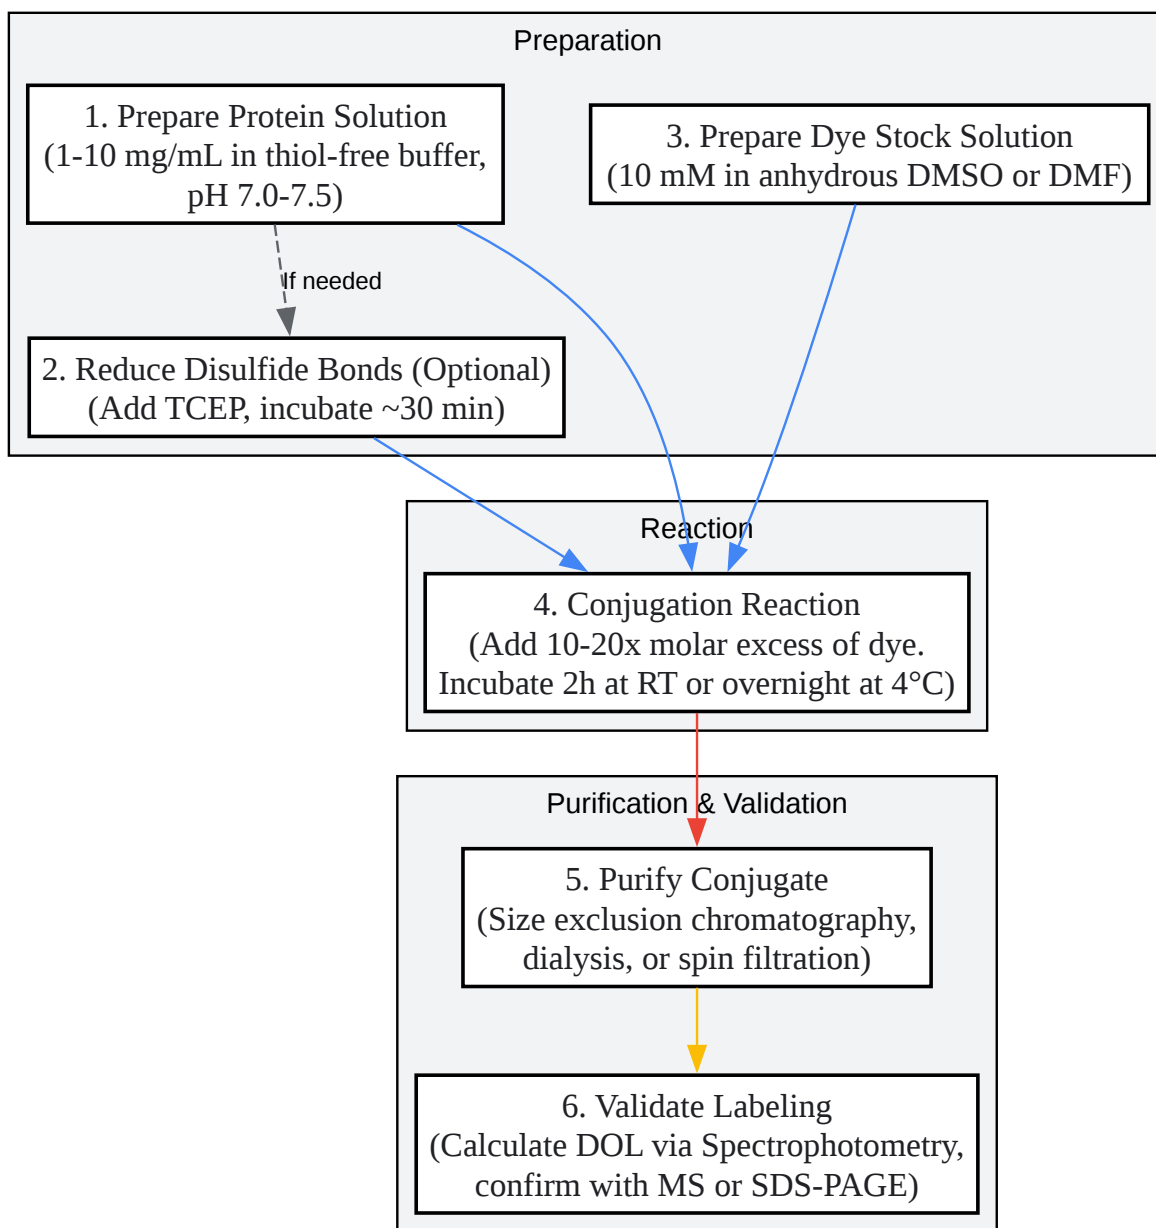 Preparation
1. Prepare Protein Solution
(1-10 mg/mL in thiol-free buffer,
pH 7.0-7.5)
3. Prepare Dye Stock Solution
(10 mM in anhydrous DMSO or DMF)
If needed
2. Reduce Disulfide Bonds (Optional)
(Add TCEP, incubate ~30 min)
Reaction
4. Conjugation Reaction
(Add 10-20x molar excess of dye.
Incubate 2h at RT or overnight at 4°C)
Purification & Validation
5. Purify Conjugate
(Size exclusion chromatography,
dialysis, or spin filtration)
6. Validate Labeling
(Calculate DOL via Spectrophotometry,
confirm with MS or SDS-PAGE)